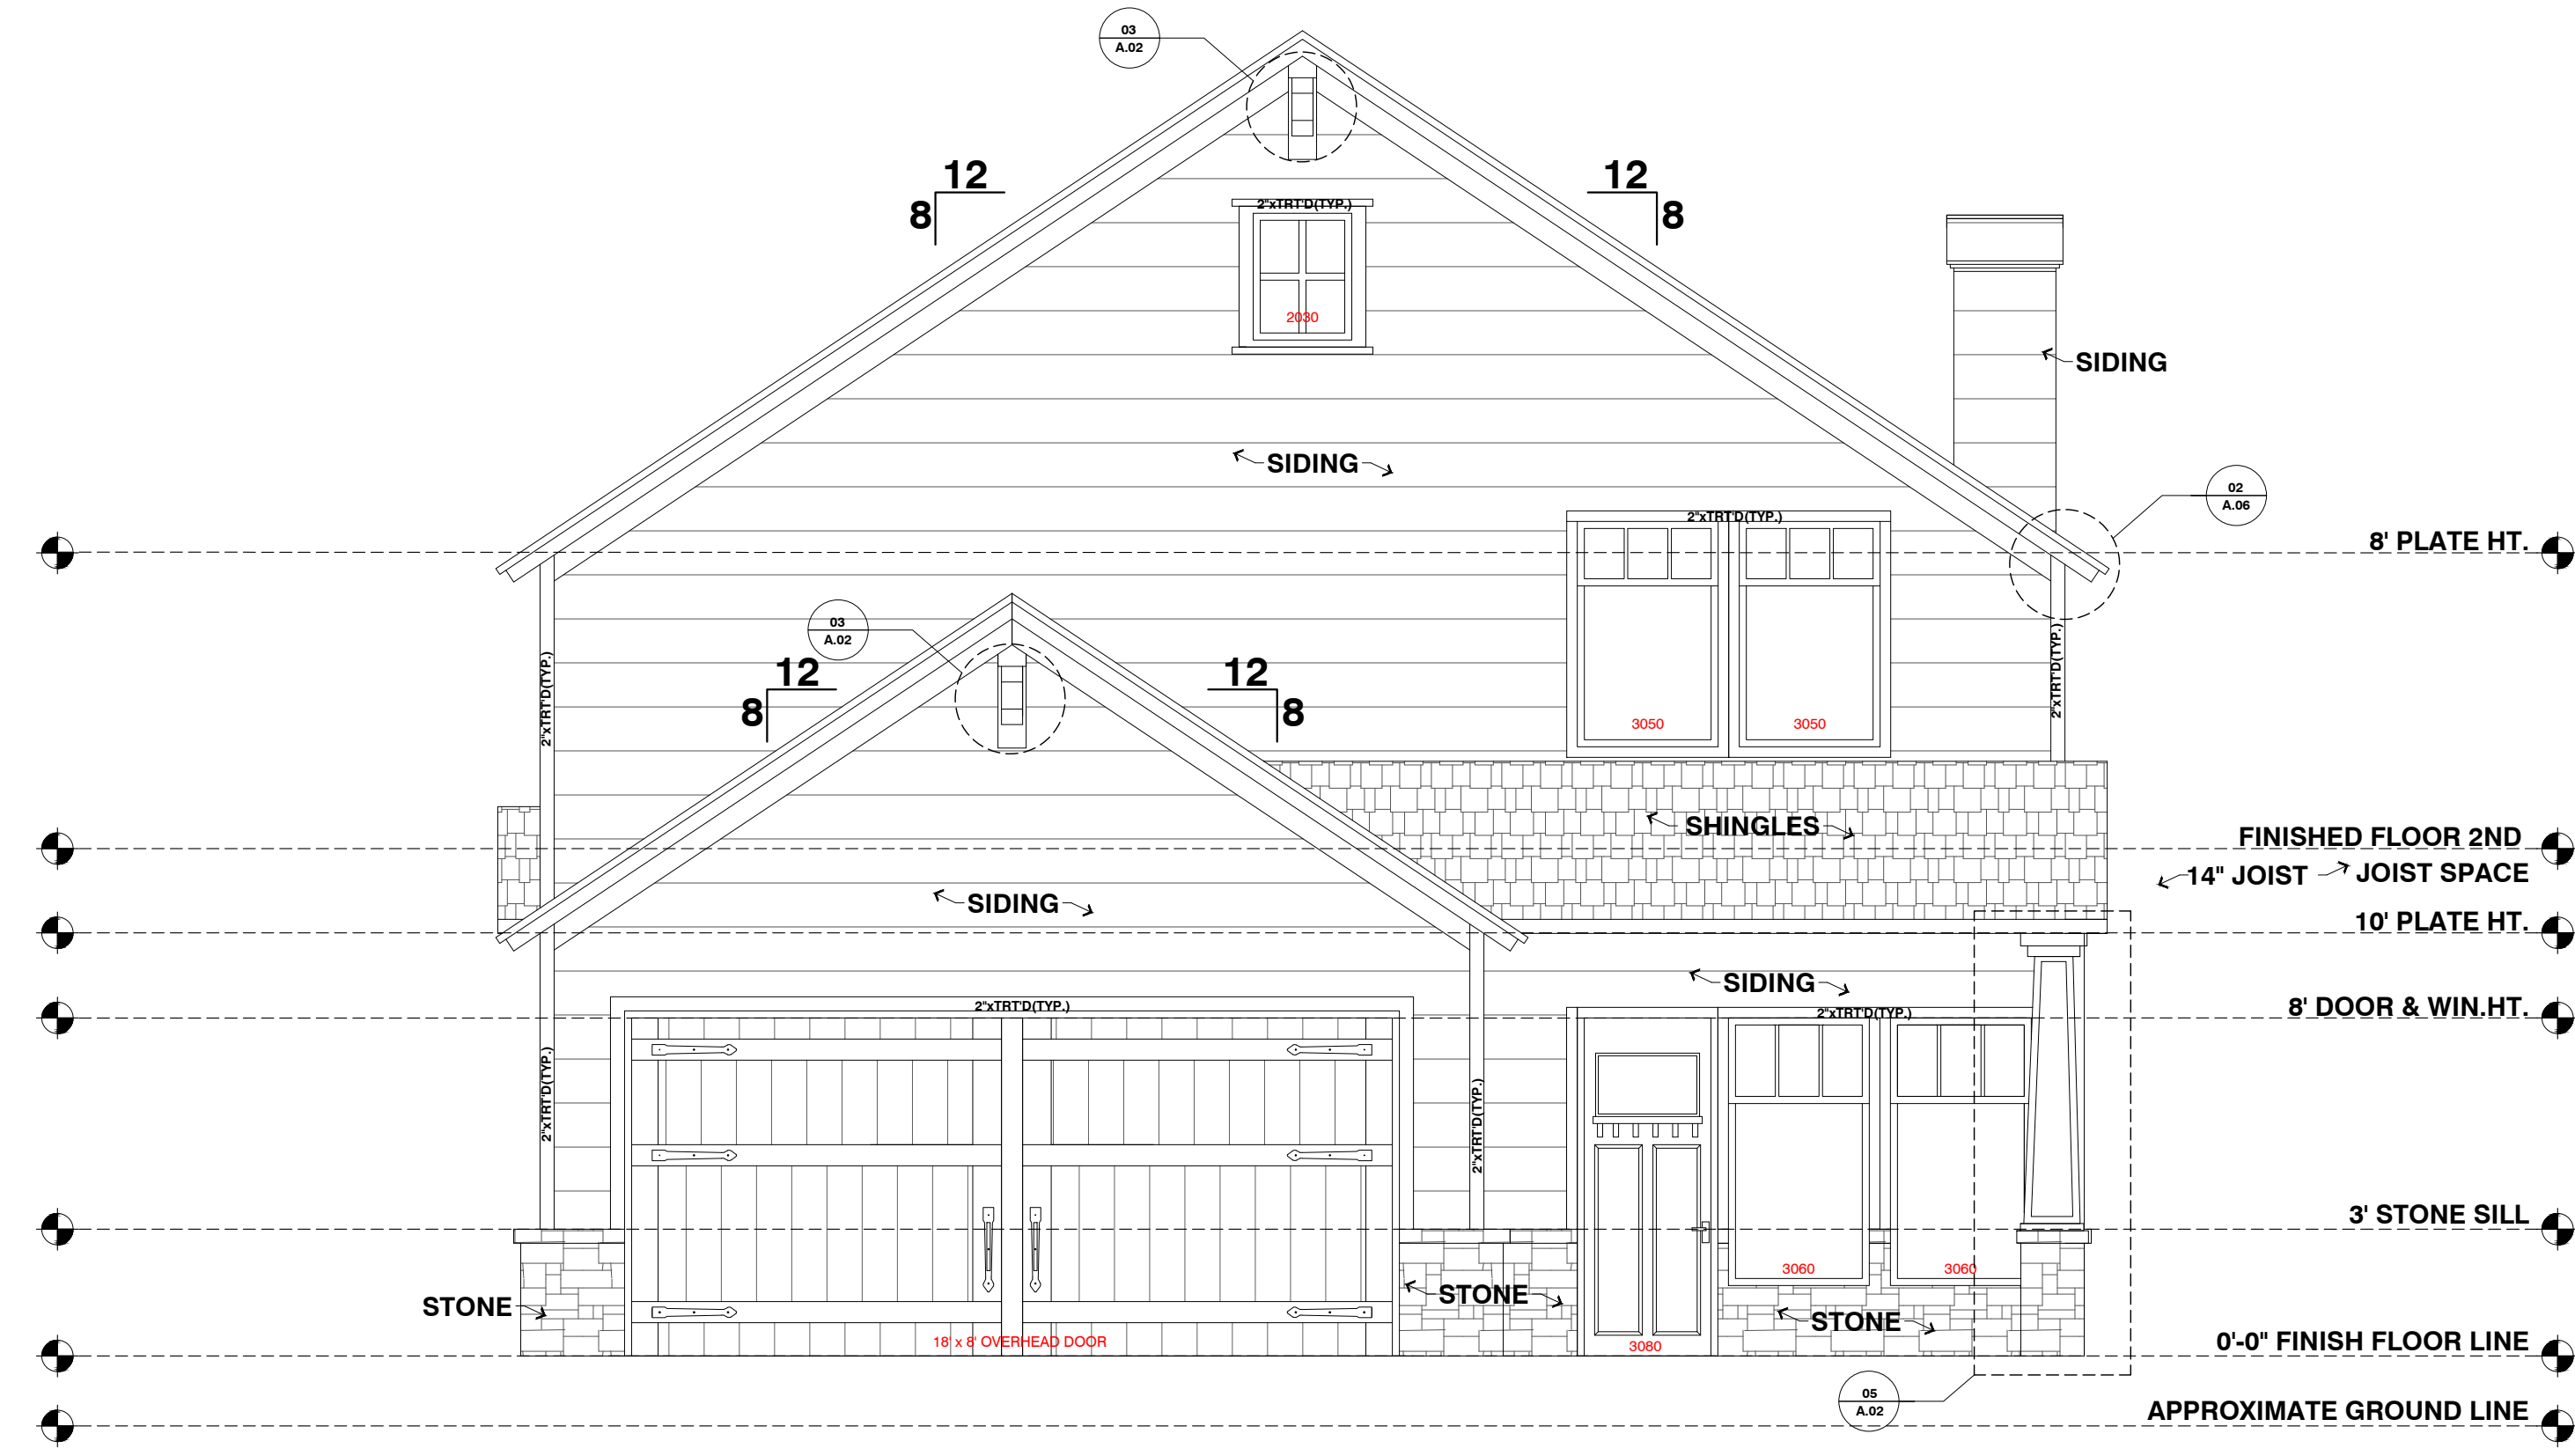 03
A.02
12
8
12
8
2"xTRT'D(TYP.)
2030
SIDING
SIDING
02
A.06
2"xTRT'D(TYP.)
8' PLATE HT.
03
A.02
12
8
12
8
2"xTRT'D(TYP.)
2"xTRT'D(TYP.)
3050
3050
SHINGLES
FINISHED FLOOR 2ND
14" JOIST
JOIST SPACE
SIDING
10' PLATE HT.
SIDING
2"xTRT'D(TYP.)
2"xTRT'D(TYP.)
8' DOOR & WIN.HT.
2"xTRT'D(TYP.)
2"xTRT'D(TYP.)
3' STONE SILL
3060
3060
STONE
STONE
STONE
18' x 8' OVERHEAD DOOR
3080
0'-0" FINISH FLOOR LINE
05
A.02
APPROXIMATE GROUND LINE